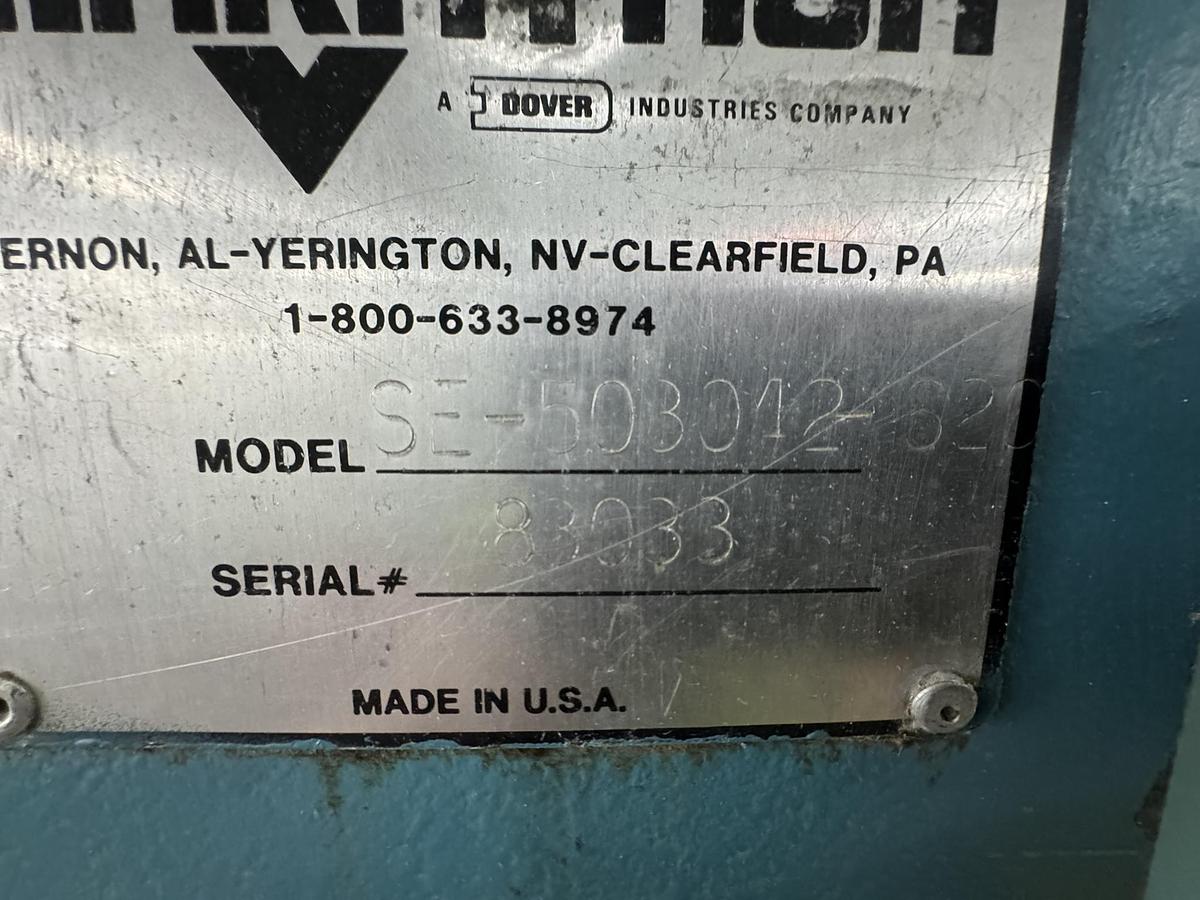 A DOVER INDUSTRIES COMPANY
ERNON, AL-YERINGTON, NV-CLEARFIELD, PA
1-800-633-8974
MODEL SE-503012-820
SERIAL# 83033
MADE IN U.S.A.